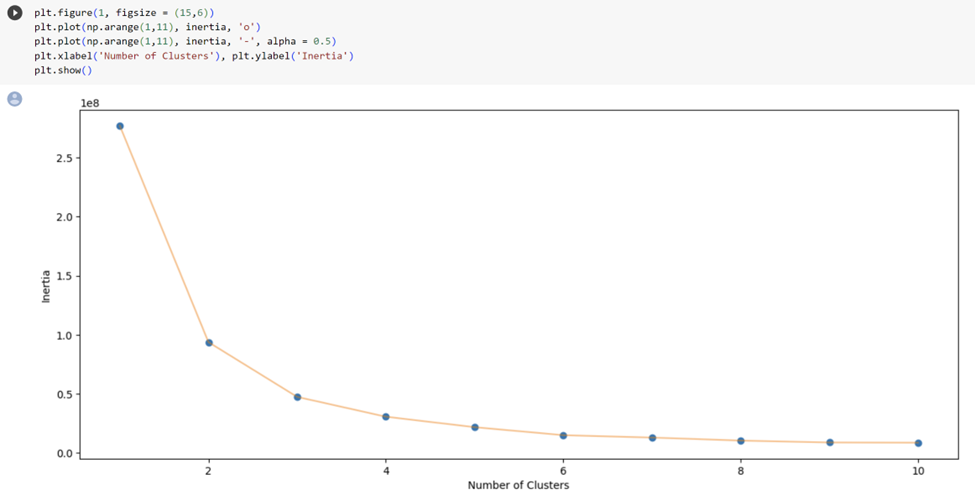 plt.figure(1, figsize = (15,6))
plt.plot(np.arange(1,11), inertia, 'o')
plt.plot(np.arange(1,11), inertia, '-', alpha = 0.5)
plt.xlabel('Number of Clusters'), plt.ylabel('Inertia')
plt.show()
1e8
2.5
2.0
1.5
1.0
0.5
0.0
Inertia
2 4 6 8 10
Number of Clusters